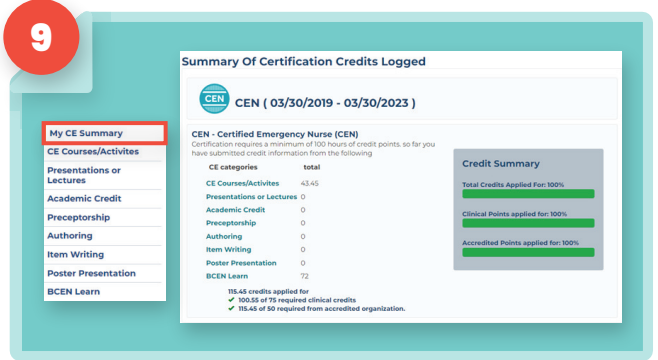 9
My CE Summary
CE Courses/Activites
Presentations or
Lectures
Academic Credit
Preceptorship
Authoring
Item Writing
Poster Presentation
BCEN Learn
Summary Of Certification Credits Logged
CEN
CEN ( 03/30/2019 - 03/30/2023 )
CEN - Certified Emergency Nurse (CEN)
Certification requires a minimum of 100 hours of credit points. so far you
have submitted credit information from the following
CE categories total
CE Courses/Activites 43.45
Presentations or Lectures 0
Academic Credit 0
Preceptorship 0
Authoring 0
Item Writing 0
Poster Presentation 0
BCEN Learn 72
115.45 credits applied for
✔ 100.55 of 75 required clinical credits
✔ 115.45 of 50 required from accredited organization.
Credit Summary
Total Credits Applied For: 100%
Clinical Points applied for: 100%
Accredited Points applied for: 100%